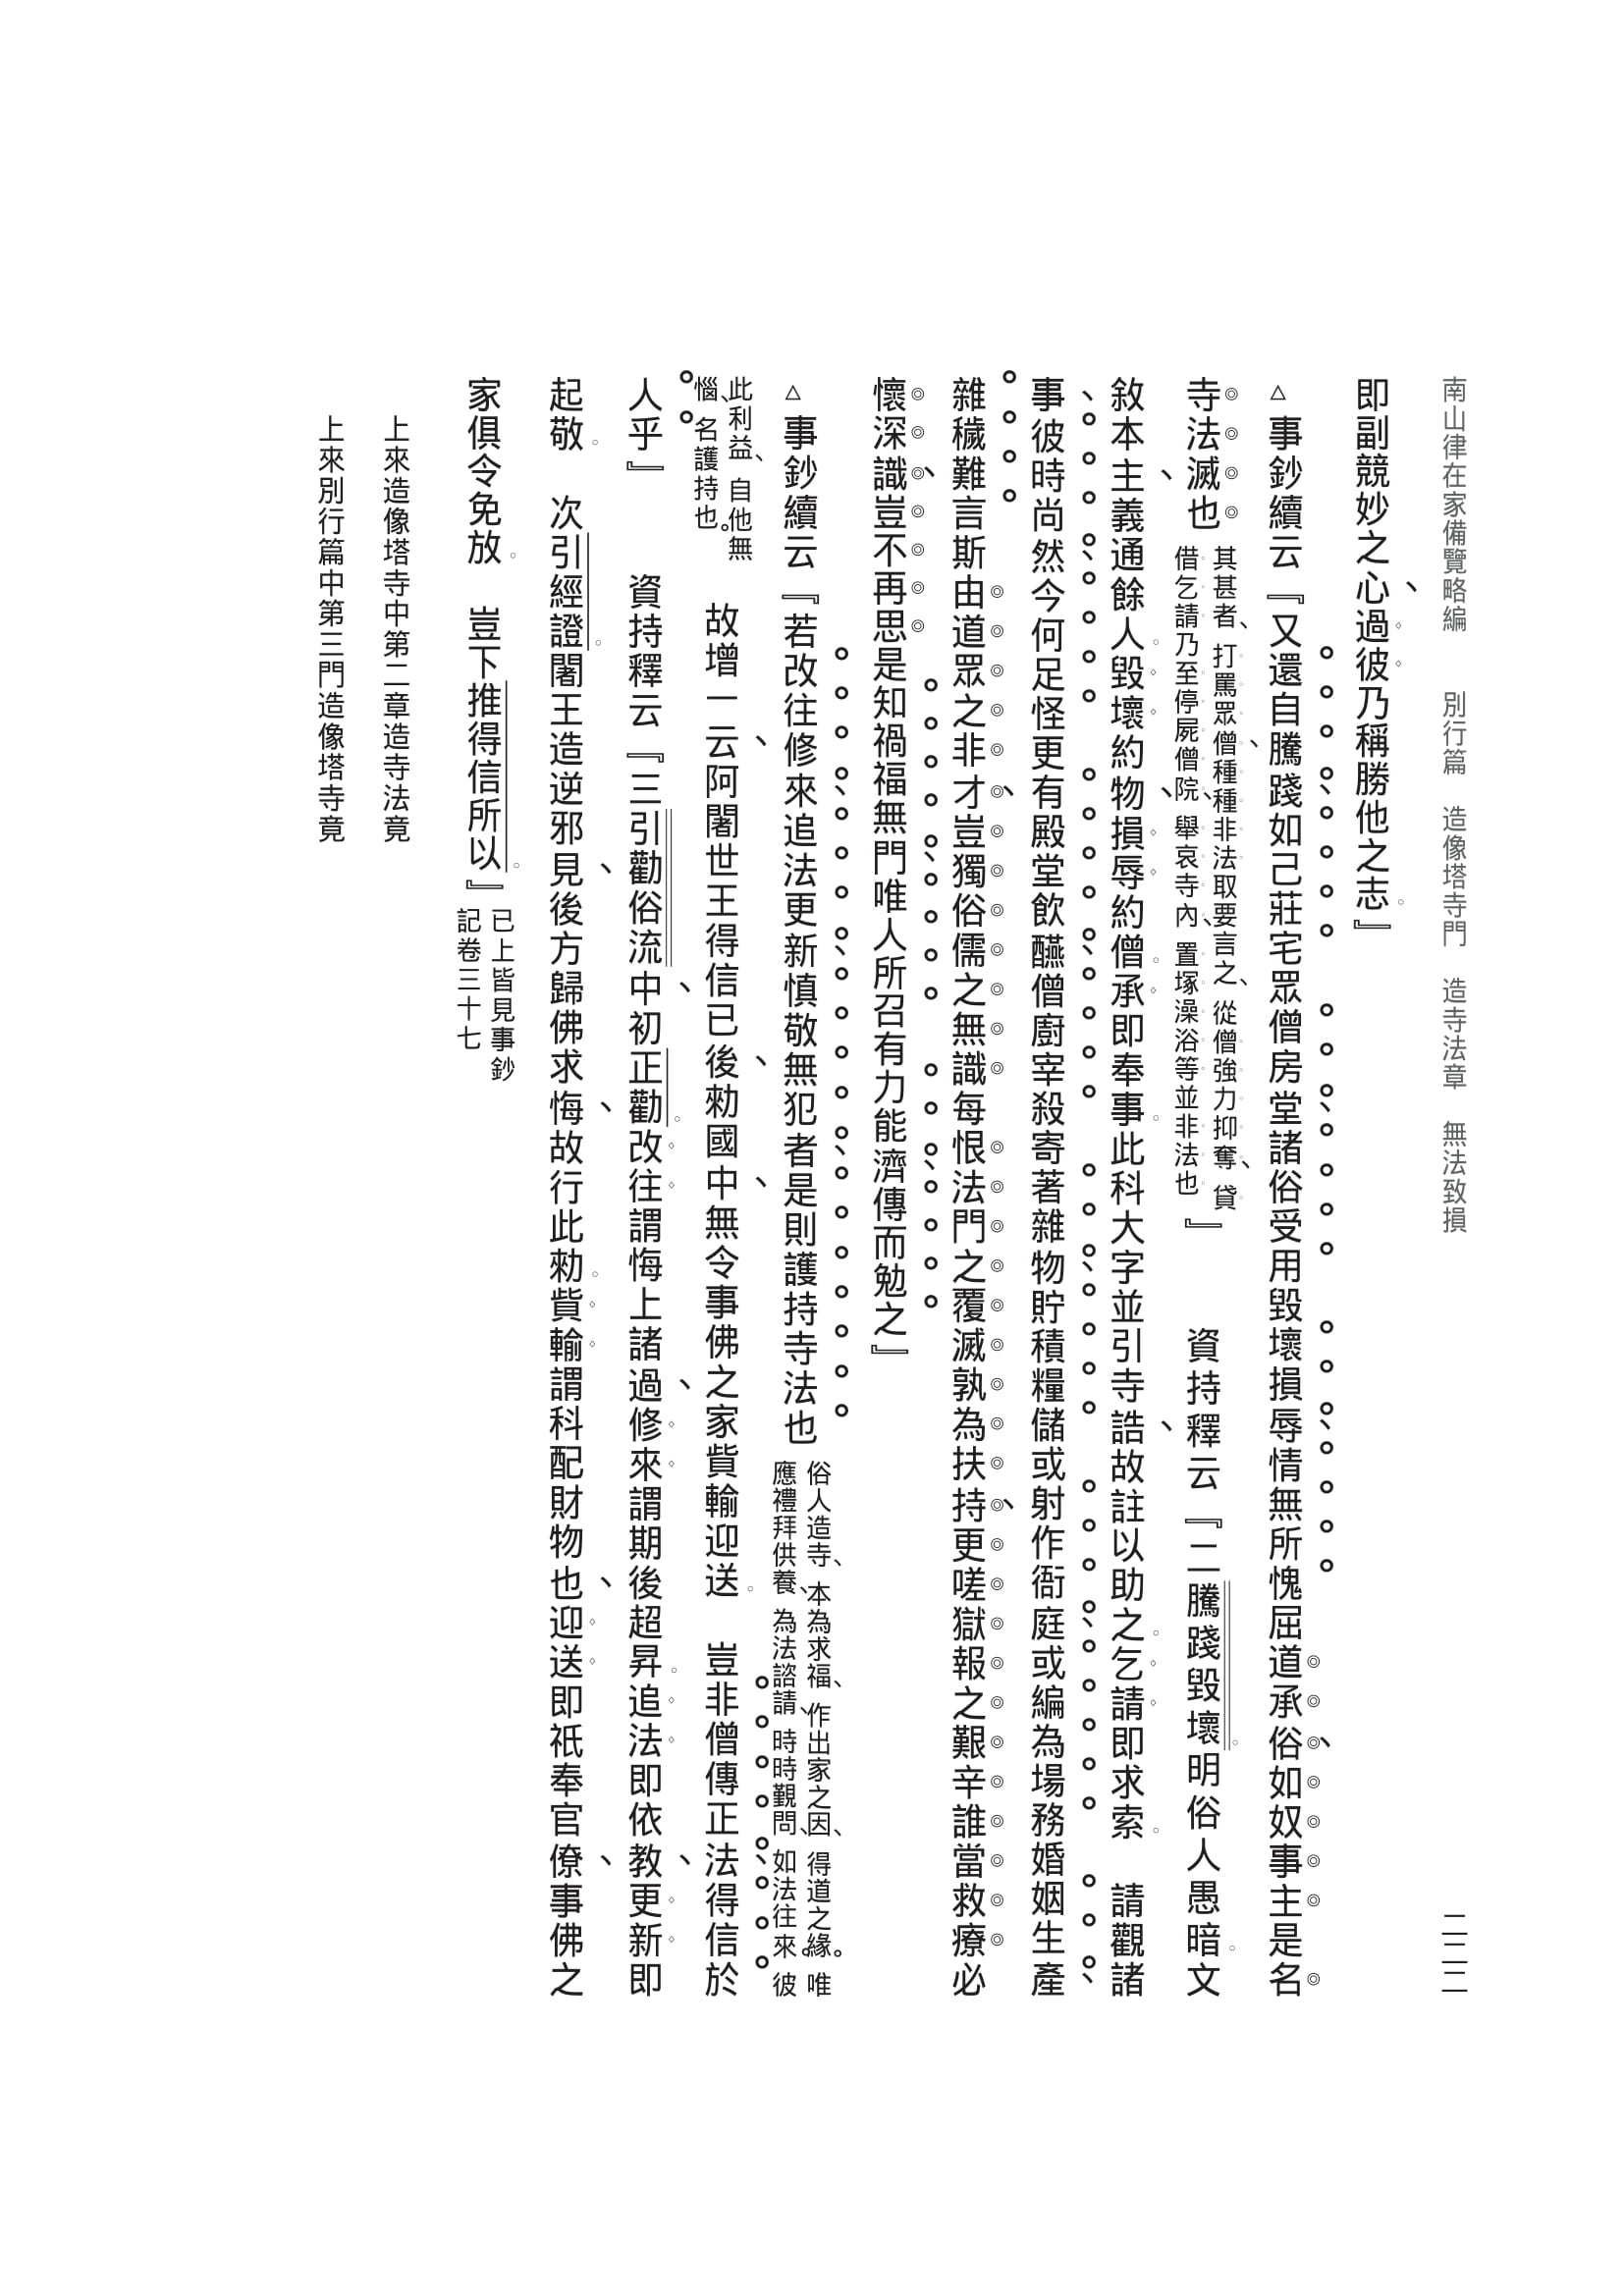 南山律在家備覽略編　別行篇　造像塔寺門　造寺法章　無法致損
二二二
即副競妙之心過彼乃稱勝他之志。』
△事鈔續云『又還自騰踐如己莊宅眾僧房堂諸俗受用毀壞損辱情無所愧屈道承俗、如奴事主是名
寺法滅也其甚者、打罵眾僧、種種非法取要言之、從僧強力抑奪、貸
借乞請乃至停屍僧院、舉哀寺內、置塚澡浴等並非法也』　資持釋云『二騰踐毀壞。明俗人愚暗。文
敘本主、義通餘人。毀壞約物、損辱約僧。承即奉事。此科大字並引寺誥、故註以助之。乞請即求索。　請觀諸
事、彼時尚然、今何足怪更有殿堂飲醼、僧廚宰殺、寄著雜物貯積糧儲或射作衙庭、或編為場務婚姻生產、
雜穢難言斯由道眾之非才、豈獨俗儒之無識每恨法門之覆滅孰為扶持、更嗟獄報之艱辛誰當救療必
懷深識、豈不再思是知禍福、無門唯人所召有力能、濟傳而勉之』
△事鈔續云『若改往修、來追法更、新慎敬無犯、者是則護持寺法也俗人造寺、本為求福、作出家之因、得道之緣。唯
應禮拜供養、為法諮請、時時覲問、如法往來。彼
此利益、自他無
惱、名護持也。　故增一云、阿闍世王得信已後、勑國中、無令事佛之家貲輸迎送。　豈非僧傳正、法得信於
人乎』　資持釋云『三引勸俗流中、初正勸。改往謂悔上諸過、修來謂期後超昇。追法即依教、更新即
起敬。　次引經證。闍王造逆邪見、後方歸佛求悔、故行此勑。貲輸謂科配財物也、迎送即祇奉官僚、事佛之
家俱令免放。　豈下推得信所以。』已上皆見事鈔
記卷三十七
上來造像塔寺中第二章造寺法竟
上來別行篇中第三門造像塔寺竟